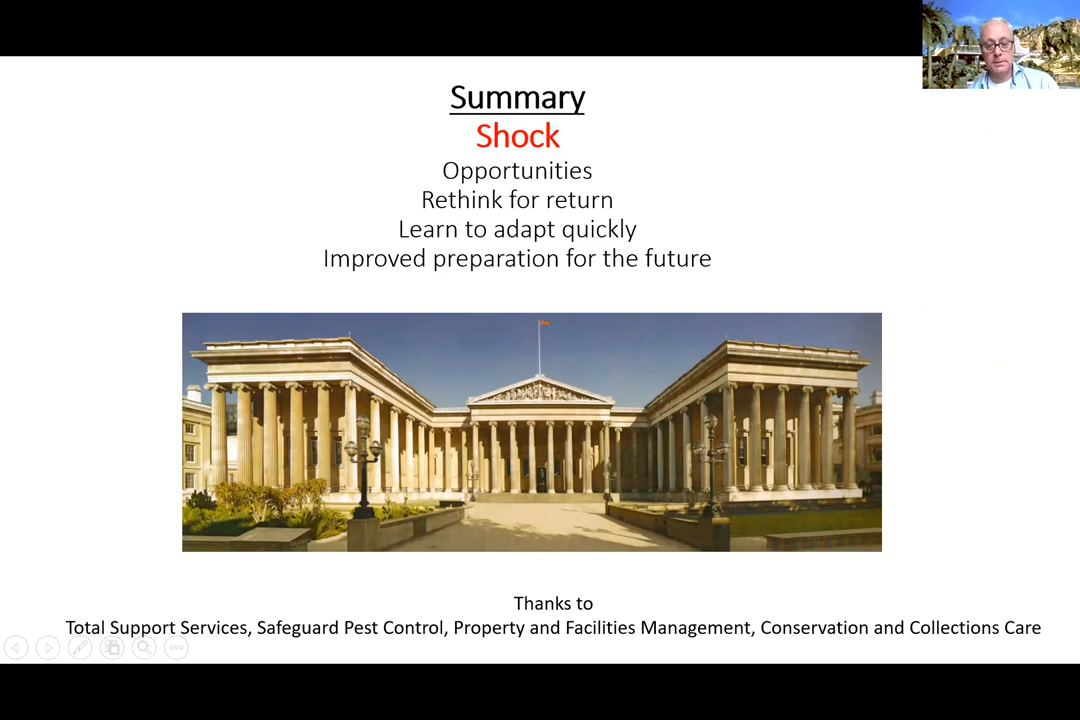 Summary
Shock
Opportunities
Rethink for return
Learn to adapt quickly
Improved preparation for the future
Thanks to
Total Support Services, Safeguard Pest Control, Property and Facilities Management, Conservation and Collections Care